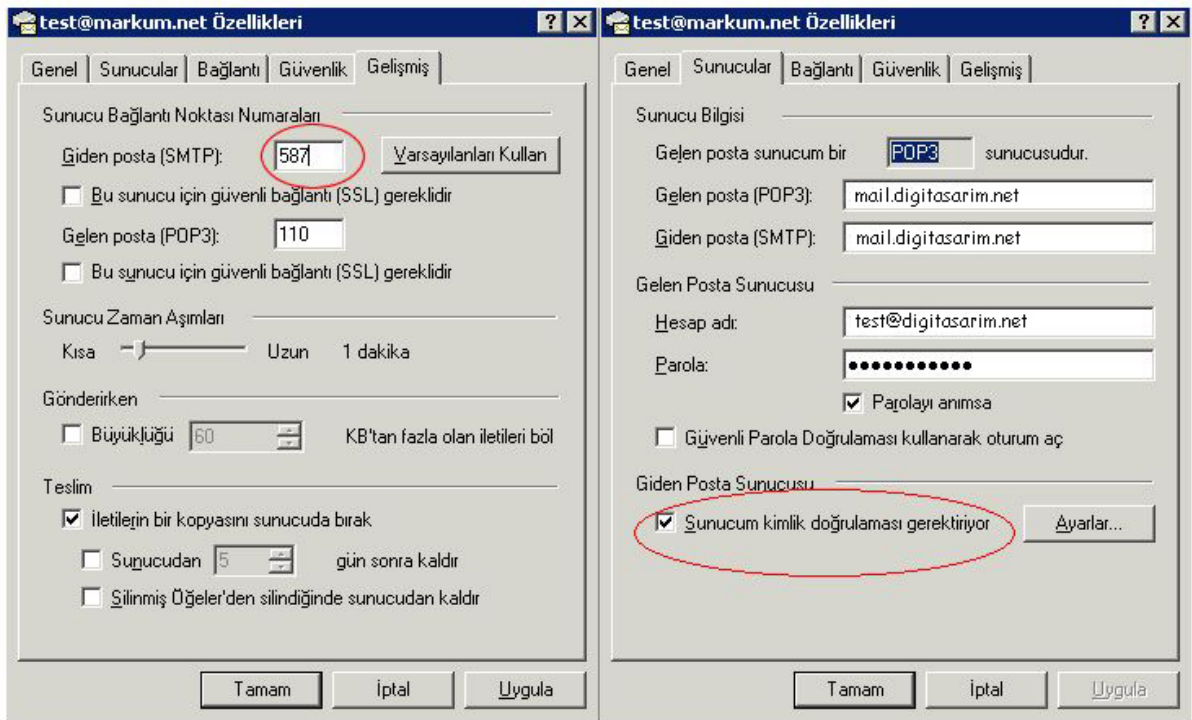 test@markum.net Özellikleri
Genel Sunucular Bağlantı Güvenlik Gelişmiş
Sunucu Bağlantı Noktası Numaraları
Giden posta (SMTP): 587 Varsayılanları Kullan
Bu sunucu için güvenli bağlantı (SSL) gereklidir
Gelen posta (POP3): 110
Bu sunucu için güvenli bağlantı (SSL) gereklidir
Sunucu Zaman Aşımları
Kısa Uzun 1 dakika
Gönderirken
Büyüklüğü 60 KB'tan fazla olan iletileri böl
Teslim
İletilerin bir kopyasını sunucuda bırak
Sunucudan 5 gün sonra kaldır
Silinmiş Öğeler'den silindiğinde sunucudan kaldır
Tamam İptal Uygula
test@markum.net Özellikleri
Genel Sunucular Bağlantı Güvenlik Gelişmiş
Sunucu Bilgisi
Gelen posta sunucum bir POP3 sunucusudur.
Gelen posta (POP3): mail.digitasarim.net
Giden posta (SMTP): mail.digitasarim.net
Gelen Posta Sunucusu
Hesap adı: test@digitasarim.net
Parola: ●●●●●●●●●●●
Parolayı anımsa
Güvenli Parola Doğrulaması kullanarak oturum aç
Giden Posta Sunucusu
Sunucum kimlik doğrulaması gerektiriyor Ayarlar...
Tamam İptal Uygula